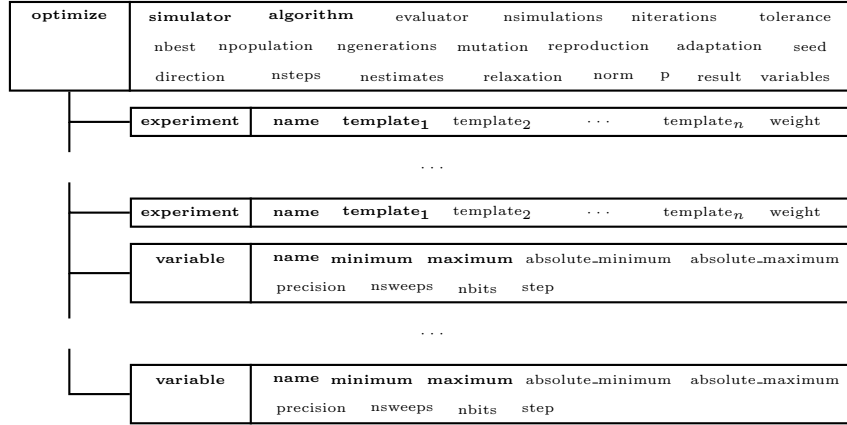 optimize simulator algorithm evaluator nsimulations niterations tolerance
nbest npopulation ngenerations mutation reproduction adaptation seed
direction nsteps nestimates relaxation norm p result variables
experiment name template₁ template₂ ··· templateₙ weight
···
experiment name template₁ template₂ ··· templateₙ weight
variable name minimum maximum absolute_minimum absolute_maximum
precision nsweeps nbits step
···
variable name minimum maximum absolute_minimum absolute_maximum
precision nsweeps nbits step